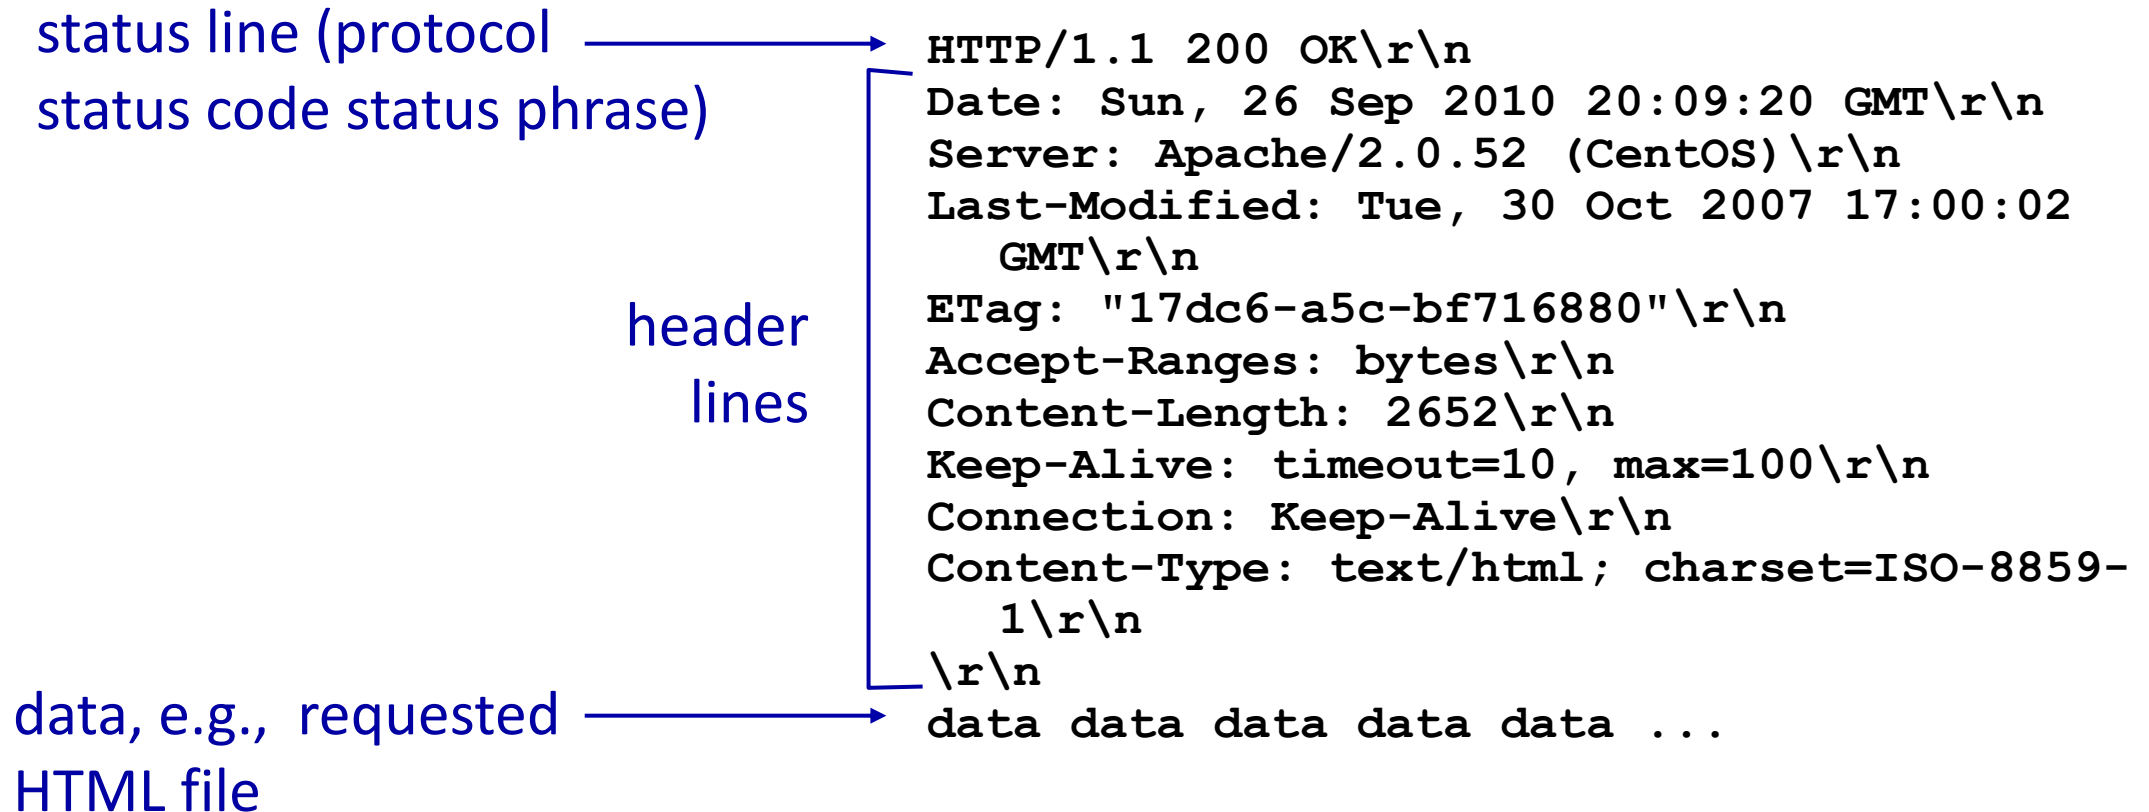 status line (protocol
status code status phrase)
header
lines
data, e.g.,  requested
HTML file
HTTP/1.1 200 OK\r\n
Date: Sun, 26 Sep 2010 20:09:20 GMT\r\n
Server: Apache/2.0.52 (CentOS)\r\n
Last-Modified: Tue, 30 Oct 2007 17:00:02
GMT\r\n
ETag: "17dc6-a5c-bf716880"\r\n
Accept-Ranges: bytes\r\n
Content-Length: 2652\r\n
Keep-Alive: timeout=10, max=100\r\n
Connection: Keep-Alive\r\n
Content-Type: text/html; charset=ISO-8859-
1\r\n
\r\n
data data data data data ...